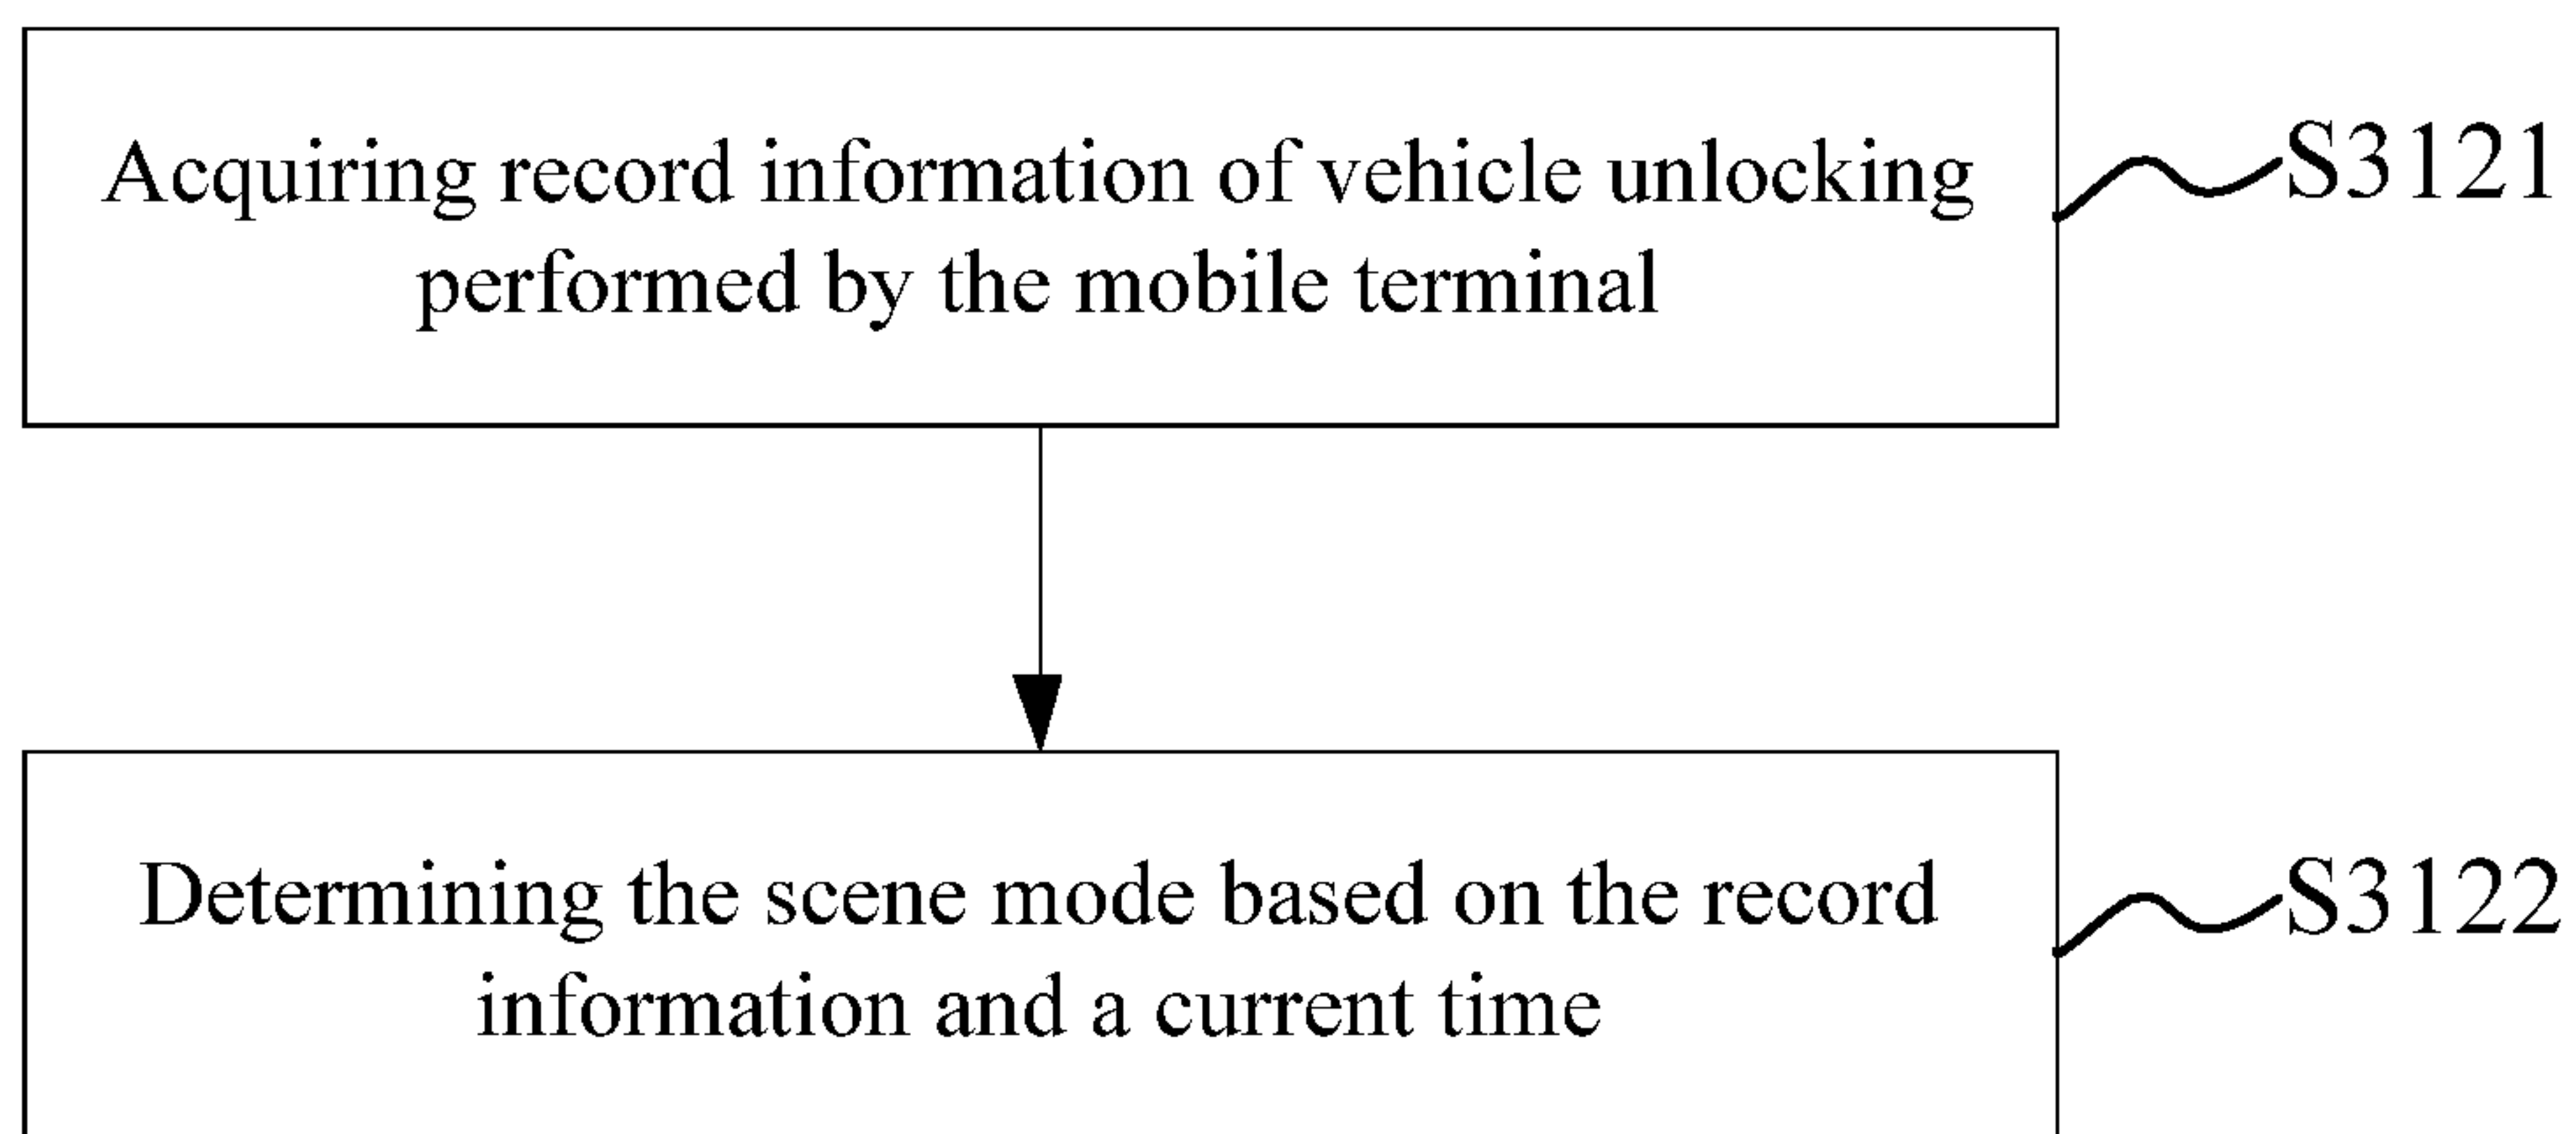 Acquiring record information of vehicle unlocking
performed by the mobile terminal
S3121
Determining the scene mode based on the record
information and a current time
S3122